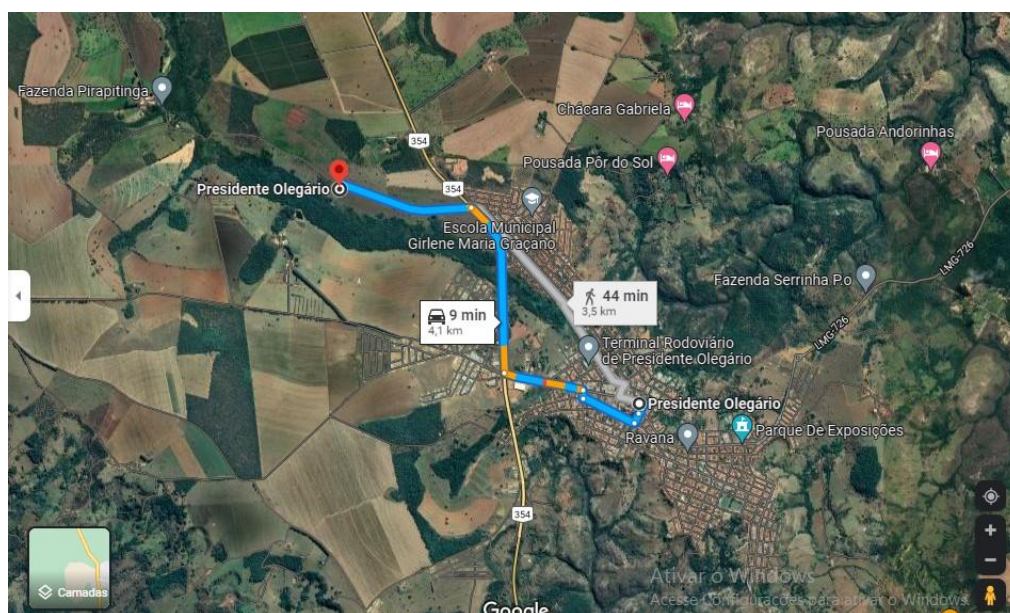 Fazenda Pirapitinga
354
Chácara Gabriela
Pousada Andorinhas
Pousada Pôr do Sol
Presidente Olegário
354
Escola Municipal
Girlene Maria Graçano
LMG-726
Fazenda Serrinha P.o
44 min
3,5 km
9 min
4,1 km
LMG-726
Terminal Rodoviário
de Presidente Olegário
Presidente Olegário
Parque De Exposições
Ravana
354
Camadas
Google
Ativar o Windows
Acesse Configurações para ativar o Windows.